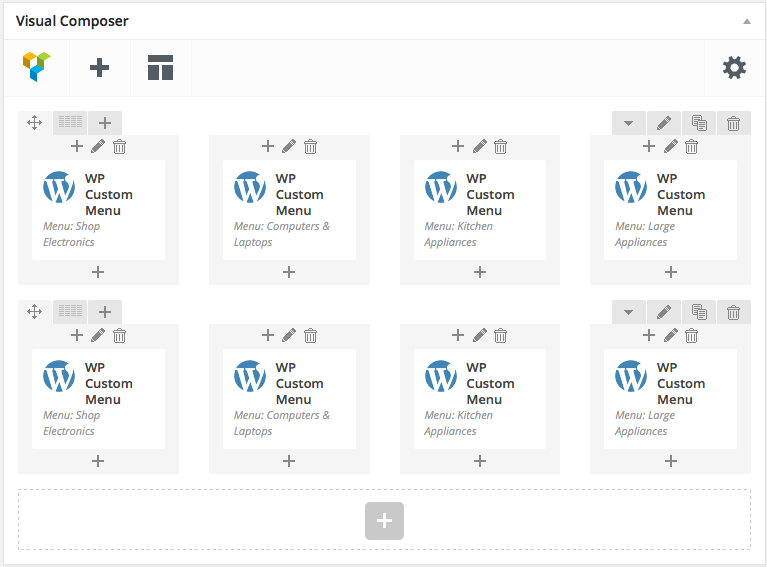 Visual Composer
WP
Custom
Menu
Menu: Shop
Electronics
WP
Custom
Menu
Menu: Computers &
Laptops
WP
Custom
Menu
Menu: Kitchen
Appliances
WP
Custom
Menu
Menu: Large
Appliances
WP
Custom
Menu
Menu: Shop
Electronics
WP
Custom
Menu
Menu: Computers &
Laptops
WP
Custom
Menu
Menu: Kitchen
Appliances
WP
Custom
Menu
Menu: Large
Appliances